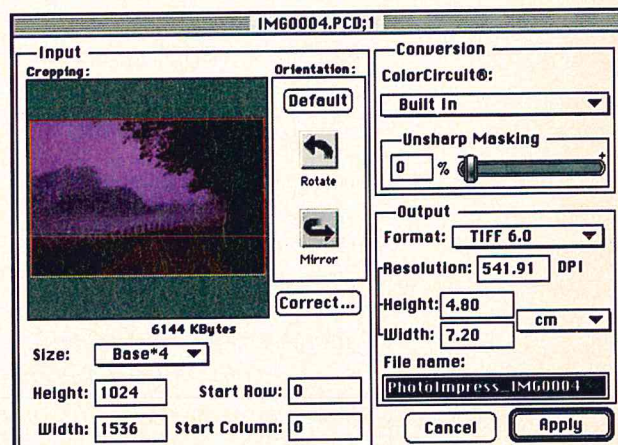 IMG0004.PCD;1
Input
Cropping:
Orientation:
Default
Rotate
Mirror
Correct...
6144 KBytes
Size: Base*4
Height: 1024
Start Row: 0
Width: 1536
Start Column: 0
Conversion
ColorCircuit®:
Built In
Unsharp Masking
0 %
- +
Output
Format: TIFF 6.0
Resolution: 541.91 DPI
Height: 4.80
Width: 7.20
cm
File name:
PhotoImpress_IMG0004
Cancel
Apply